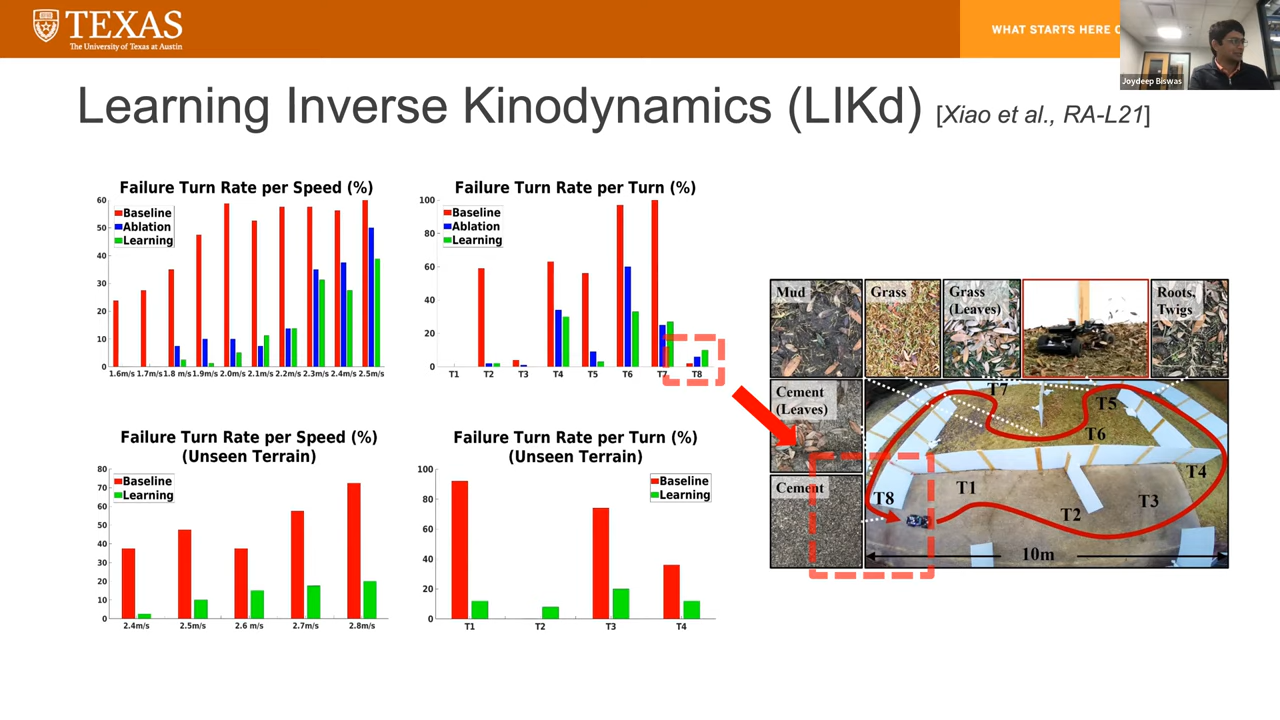 TEXAS
The University of Texas at Austin
WHAT STARTS HERE C
Joydeep Biswas
Learning Inverse Kinodynamics (LIKd) [Xiao et al., RA-L21]
Failure Turn Rate per Speed (%)
60
50
40
30
20
10
0
Baseline
Ablation
Learning
1.6m/s 1.7m/s 1.8 m/s 1.9m/s 2.0m/s 2.1m/s 2.2m/s 2.3m/s 2.4m/s 2.5m/s
Failure Turn Rate per Turn (%)
100
80
60
40
20
0
Baseline
Ablation
Learning
T1 T2 T3 T4 T5 T6 T7 T8
Failure Turn Rate per Speed (%)
(Unseen Terrain)
80
70
60
50
40
30
20
10
0
Baseline
Learning
2.4m/s 2.5m/s 2.6 m/s 2.7m/s 2.8m/s
Failure Turn Rate per Turn (%)
(Unseen Terrain)
100
80
60
40
20
0
Baseline
Learning
T1 T2 T3 T4
Mud
Grass
Grass
(Leaves)
Roots,
Twigs
Cement
(Leaves)
Cement
T7
T5
T6
T4
T8
T1
T2
T3
10m